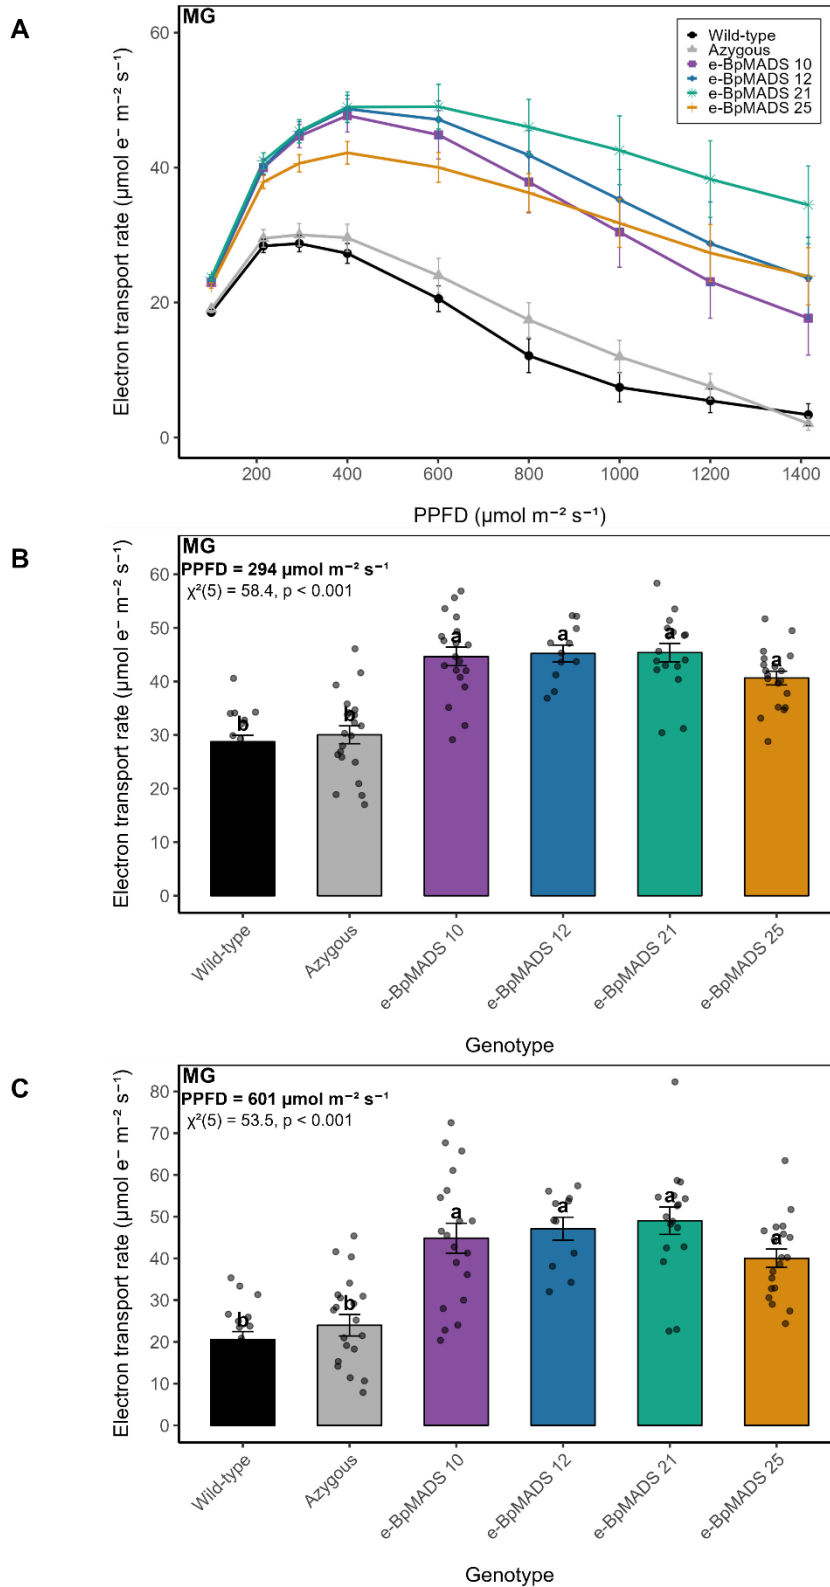 A
MG
Wild-type
Azygous
e-BpMADS 10
e-BpMADS 12
e-BpMADS 21
e-BpMADS 25
Electron transport rate (µmol e⁻ m⁻² s⁻¹)
60
40
20
0
200 400 600 800 1000 1200 1400
PPFD (µmol m⁻² s⁻¹)
B
MG
PPFD = 294 µmol m⁻² s⁻¹
χ²(5) = 58.4, p < 0.001
Electron transport rate (µmol e⁻ m⁻² s⁻¹)
60
50
40
30
20
10
0
b b a a a a
Wild-type Azygous e-BpMADS 10 e-BpMADS 12 e-BpMADS 21 e-BpMADS 25
Genotype
C
MG
PPFD = 601 µmol m⁻² s⁻¹
χ²(5) = 53.5, p < 0.001
Electron transport rate (µmol e⁻ m⁻² s⁻¹)
80
70
60
50
40
30
20
10
0
b b a a a a
Wild-type Azygous e-BpMADS 10 e-BpMADS 12 e-BpMADS 21 e-BpMADS 25
Genotype